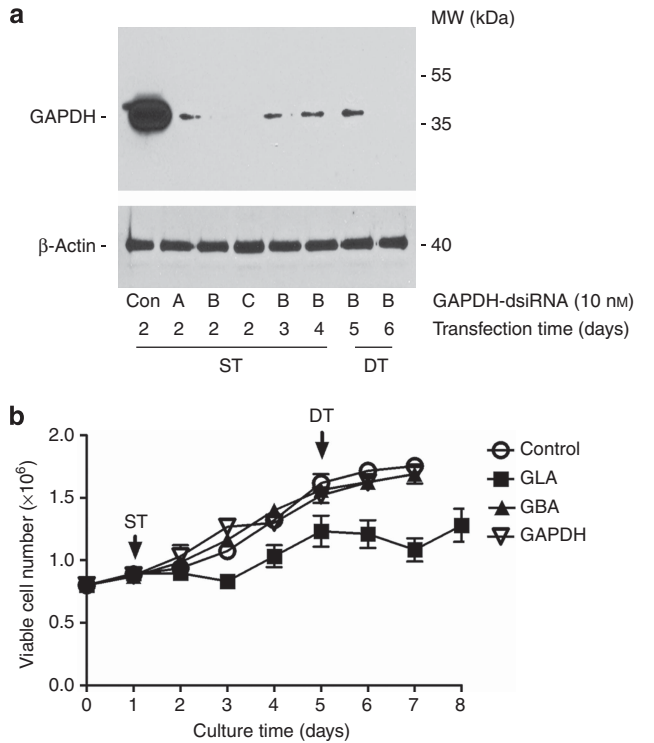 a
MW (kDa)
- 55
GAPDH -
- 35
β-Actin -
- 40
Con A B C B B B B GAPDH-dsiRNA (10 nM)
2 2 2 2 3 4 5 6 Transfection time (days)
ST DT
b
DT
2.0
Control
GLA
GBA
GAPDH
1.5
ST
1.0
0.5
0.0
Viable cell number (×10⁶)
0 1 2 3 4 5 6 7 8
Culture time (days)